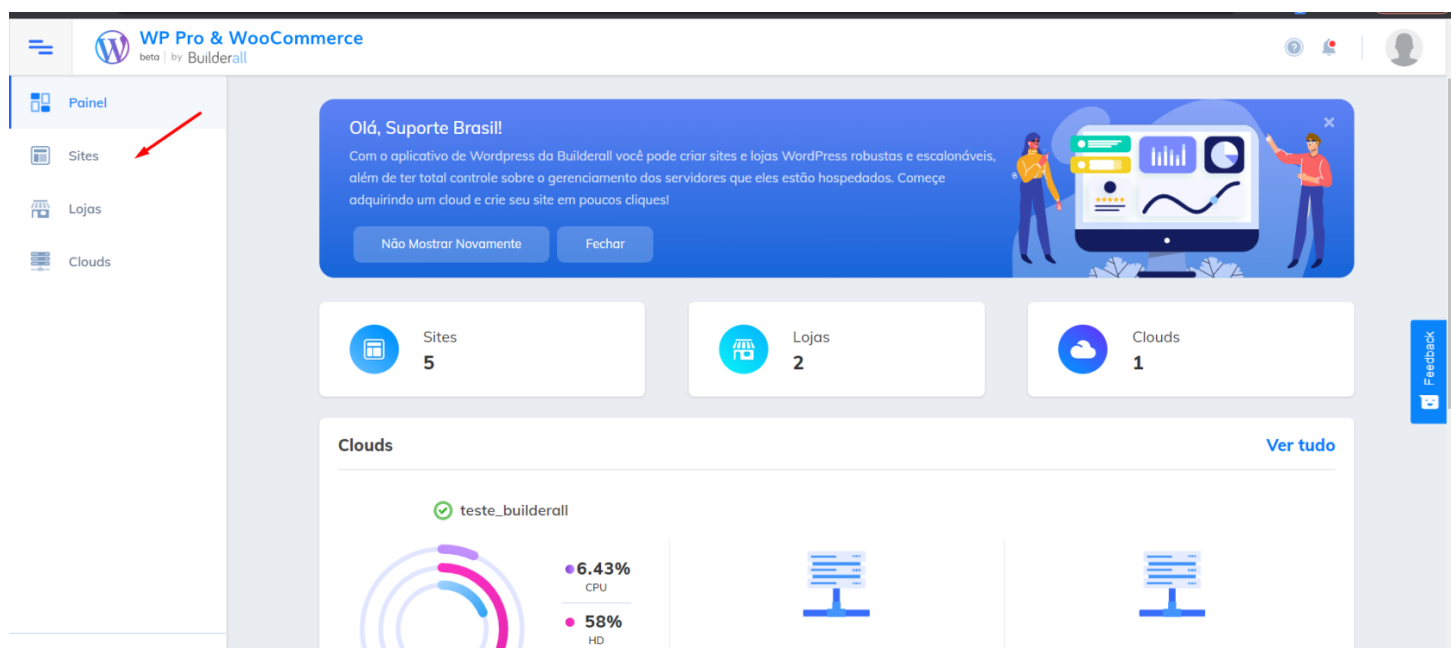 WP Pro & WooCommerce
beta | by Builderall
Painel
Sites
Lojas
Clouds
Olá, Suporte Brasil!
Com o aplicativo de Wordpress da Builderall você pode criar sites e lojas WordPress robustas e escalonáveis,
além de ter total controle sobre o gerenciamento dos servidores que eles estão hospedados. Começe
adquirindo um cloud e crie seu site em poucos cliques!
Não Mostrar Novamente
Fechar
Sites
5
Lojas
2
Clouds
1
Feedback
Clouds
Ver tudo
teste_builderall
6.43%
CPU
58%
HD